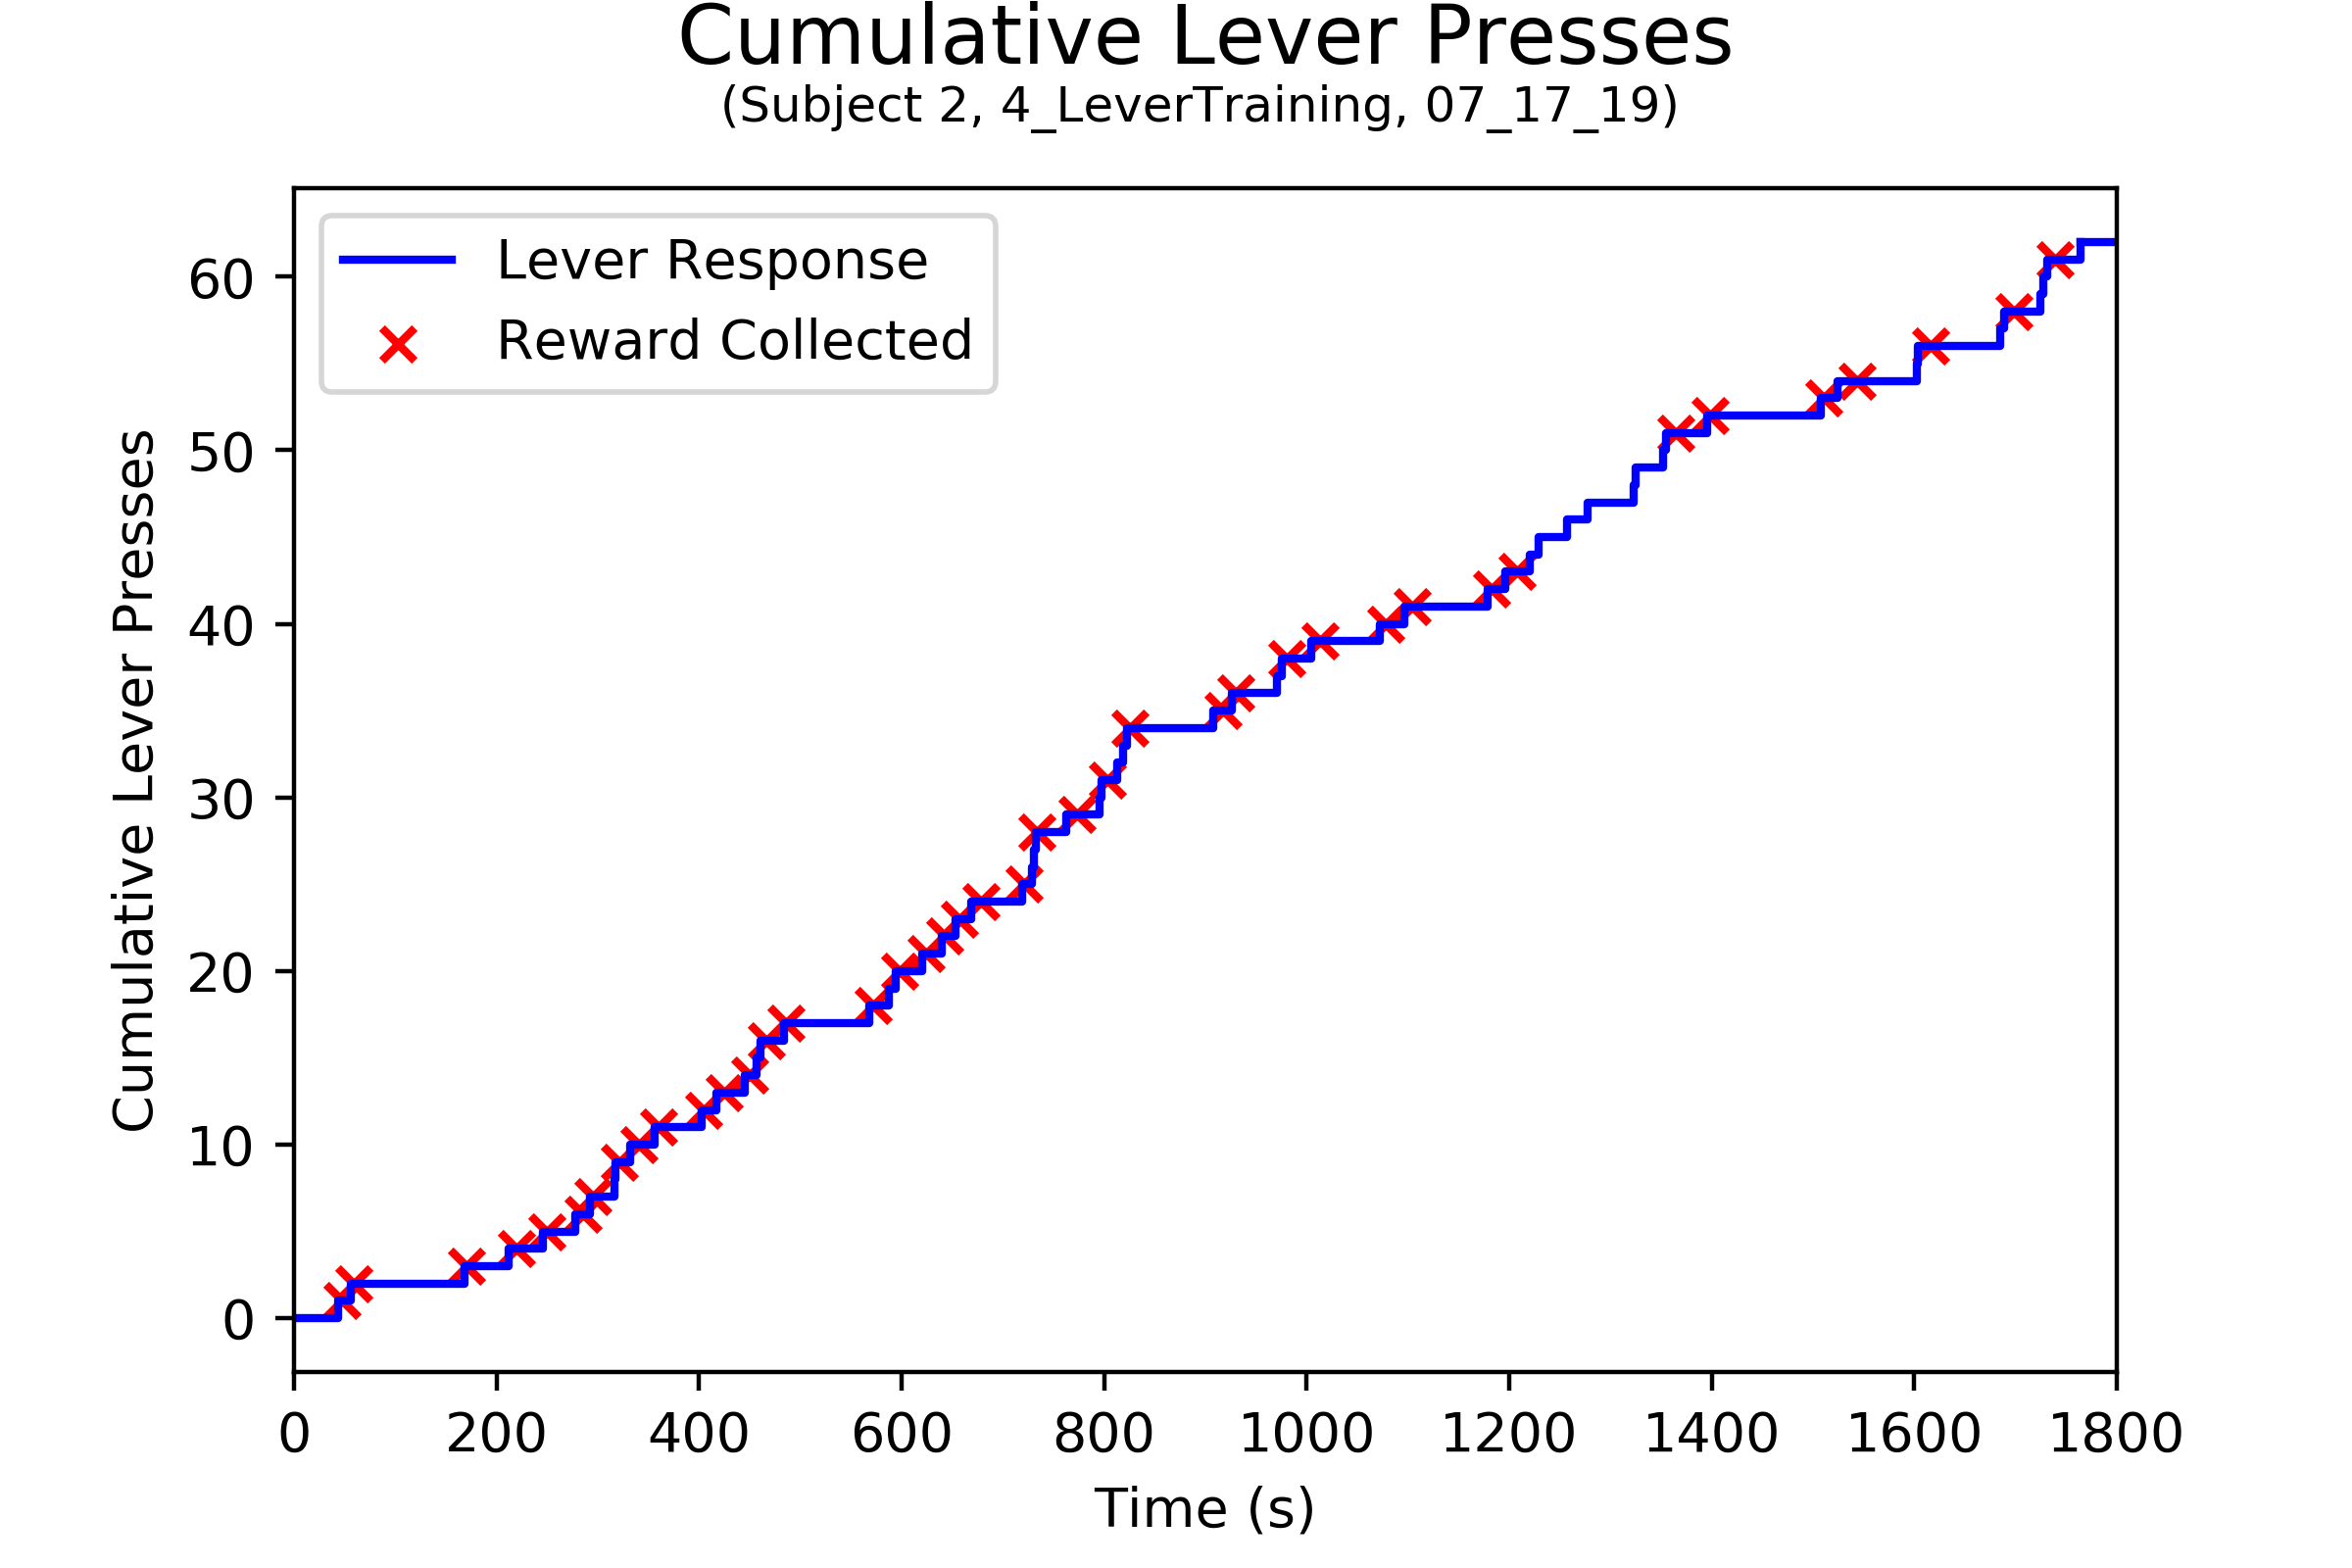 Cumulative Lever Presses
(Subject 2, 4_LeverTraining, 07_17_19)
Lever Response
Reward Collected
Cumulative Lever Presses
60
50
40
30
20
10
0
0 200 400 600 800 1000 1200 1400 1600 1800
Time (s)